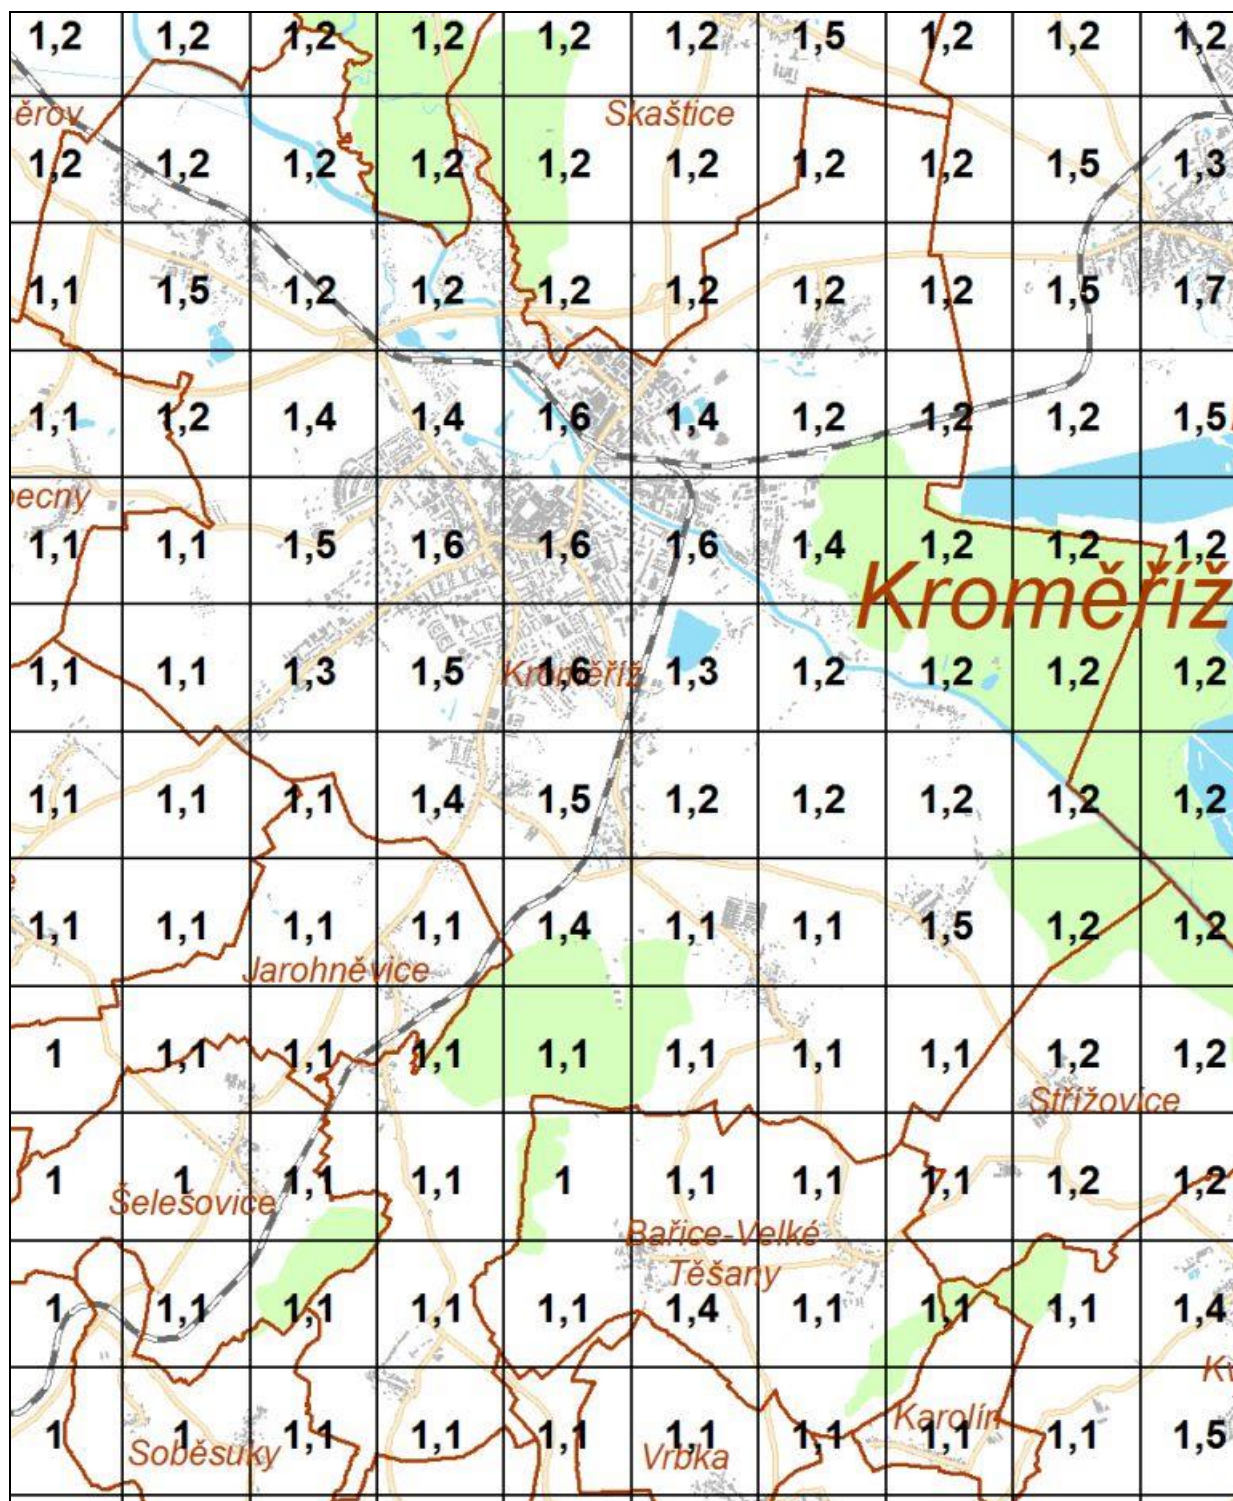 1,2 1,2 1,2 1,2 1,2 1,2 1,5 1,2 1,2 1,2
ěrov Skaštice
1,2 1,2 1,2 1,2 1,2 1,2 1,2 1,2 1,5 1,3
1,1 1,5 1,2 1,2 1,2 1,2 1,2 1,2 1,5 1,7
1,1 1,2 1,4 1,4 1,6 1,4 1,2 1,2 1,2 1,5
ecny
1,1 1,1 1,5 1,6 1,6 1,6 1,4 1,2 1,2 1,2
Kroměříž
1,1 1,1 1,3 1,5 1,6 1,3 1,2 1,2 1,2 1,2
Kroměříž
1,1 1,1 1,1 1,4 1,5 1,2 1,2 1,2 1,2 1,2
1,1 1,1 1,1 1,1 1,4 1,1 1,1 1,5 1,2 1,2
Jarohněvice
1 1,1 1,1 1,1 1,1 1,1 1,1 1,1 1,2 1,2
Střížovice
1 1 1,1 1,1 1 1,1 1,1 1,1 1,2 1,2
Šelešovice
Bařice-Velké
Těšany
1 1,1 1,1 1,1 1,1 1,4 1,1 1,1 1,1 1,4
Kv
Karolín
1 1 1,1 1,1 1,1 1,1 1,1 1,1 1,1 1,5
Soběsuky Vrbka